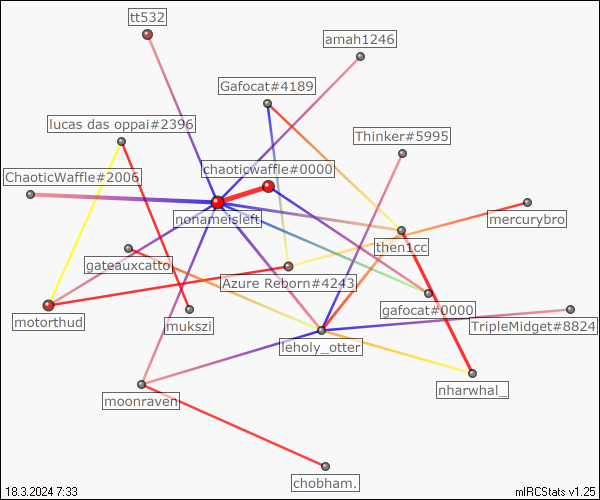 tt532
amah1246
Gafocat#4189
lucas das oppai#2396
Thinker#5995
chaoticwaffle#0000
ChaoticWaffle#2006
nonameisleft
mercurybro
then1cc
gateauxcatto
Azure Reborn#4243
gafocat#0000
motorthud
mukszi
TripleMidget#8824
leholy_otter
nharwhal_
moonraven
chobham.
18.3.2024 7:33
mIRCStats v1.25